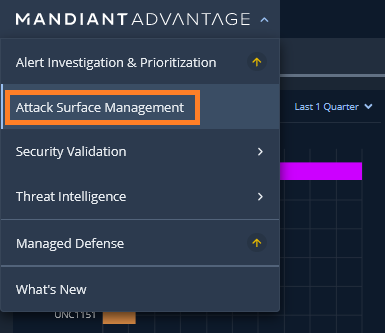 MANDIANT ADVANTAGE
Alert Investigation & Prioritization
Attack Surface Management
Last 1 Quarter
Security Validation
Threat Intelligence
Managed Defense
What's New
UNC1151